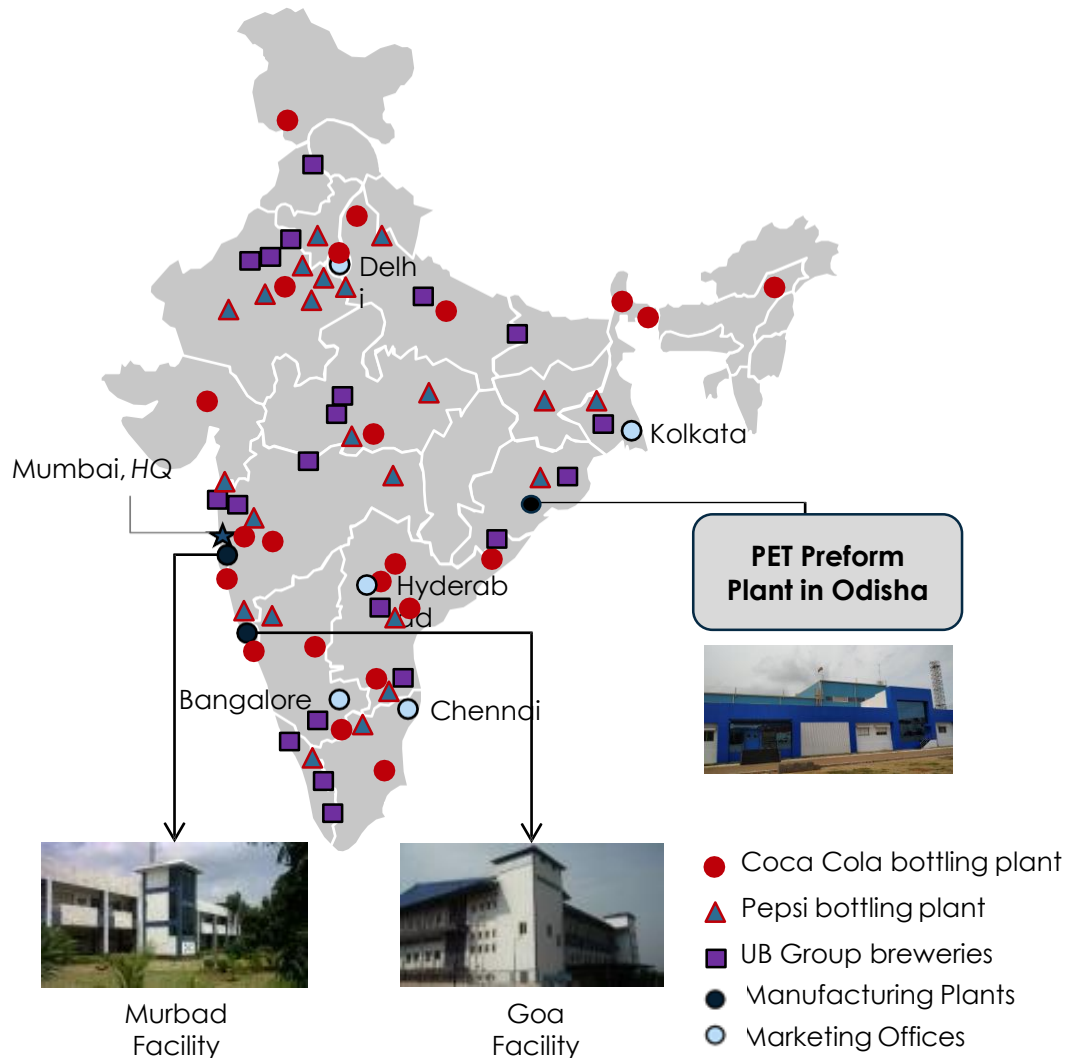 Delh
i
Kolkata
Mumbai, HQ
PET Preform
Plant in Odisha
Hyderab
ad
Bangalore
Chennai
Coca Cola bottling plant
Pepsi bottling plant
UB Group breweries
Manufacturing Plants
Marketing Offices
Murbad
Facility
Goa
Facility